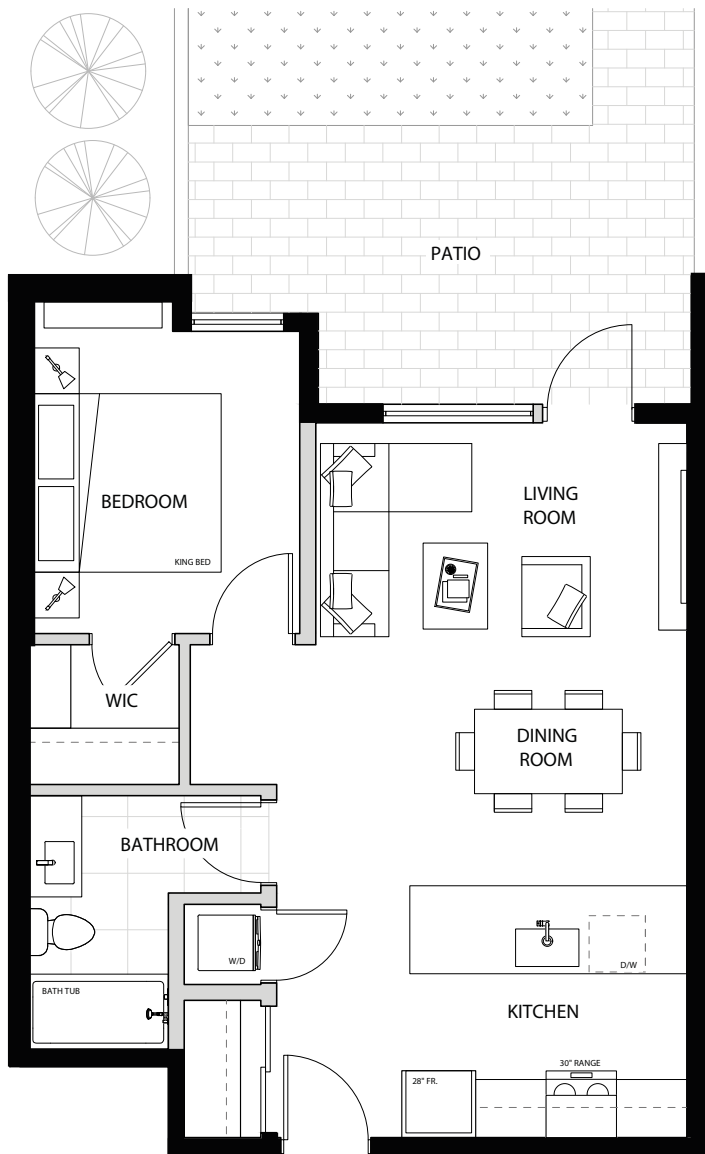 PATIO
LIVING
ROOM
BEDROOM
KING BED
WIC
DINING
ROOM
BATHROOM
W/D
D/W
BATH TUB
KITCHEN
30" RANGE
28" FR.